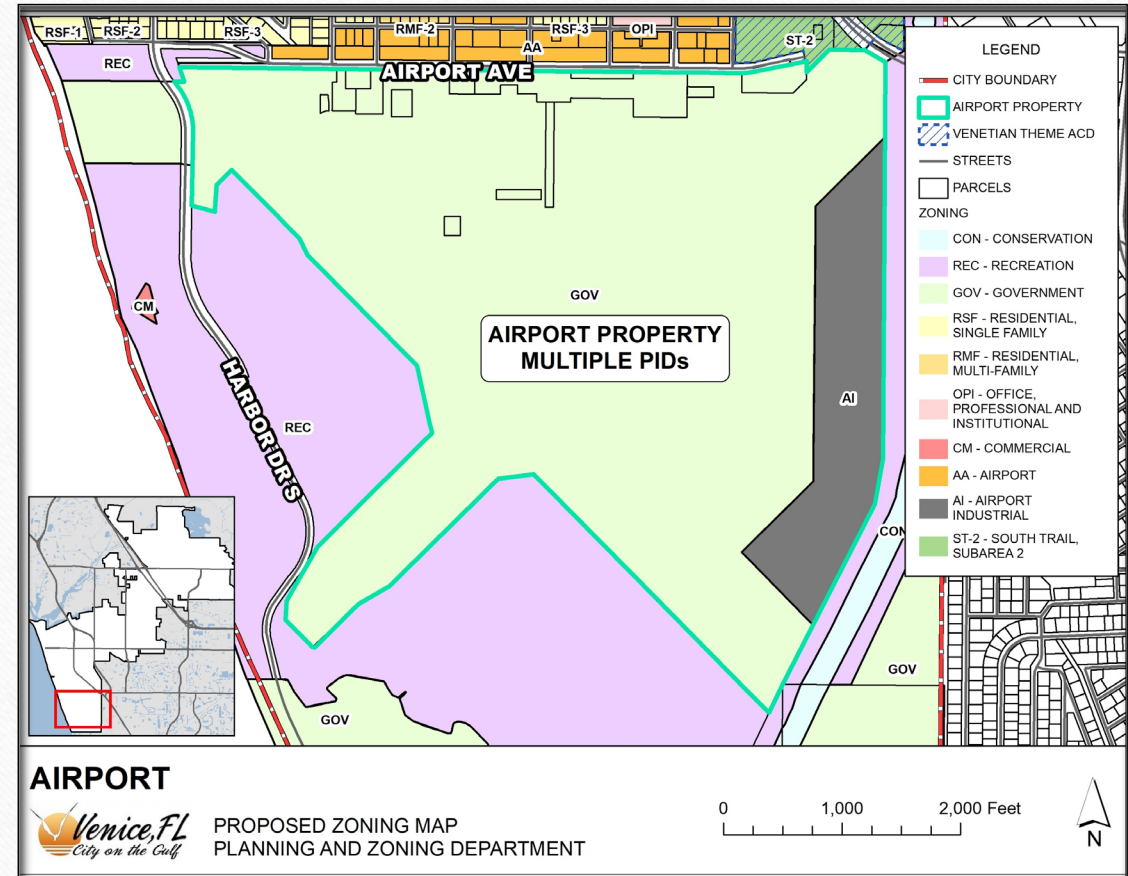 RSF-1
RSF-2
RSF-3
RMF-2
RSF-3
OPI
ST-2
AA
REC
AIRPORT AVE
CM
GOV
AIRPORT PROPERTY
MULTIPLE PIDs
HARBOR DR S
REC
AI
CON
GOV
GOV
LEGEND
CITY BOUNDARY
AIRPORT PROPERTY
VENETIAN THEME ACD
STREETS
PARCELS
ZONING
CON - CONSERVATION
REC - RECREATION
GOV - GOVERNMENT
RSF - RESIDENTIAL,
SINGLE FAMILY
RMF - RESIDENTIAL,
MULTI-FAMILY
OPI - OFFICE,
PROFESSIONAL AND
INSTITUTIONAL
CM - COMMERCIAL
AA - AIRPORT
AI - AIRPORT
INDUSTRIAL
ST-2 - SOUTH TRAIL,
SUBAREA 2
AIRPORT
Venice, FL
City on the Gulf
PROPOSED ZONING MAP
PLANNING AND ZONING DEPARTMENT
0 1,000 2,000 Feet
N